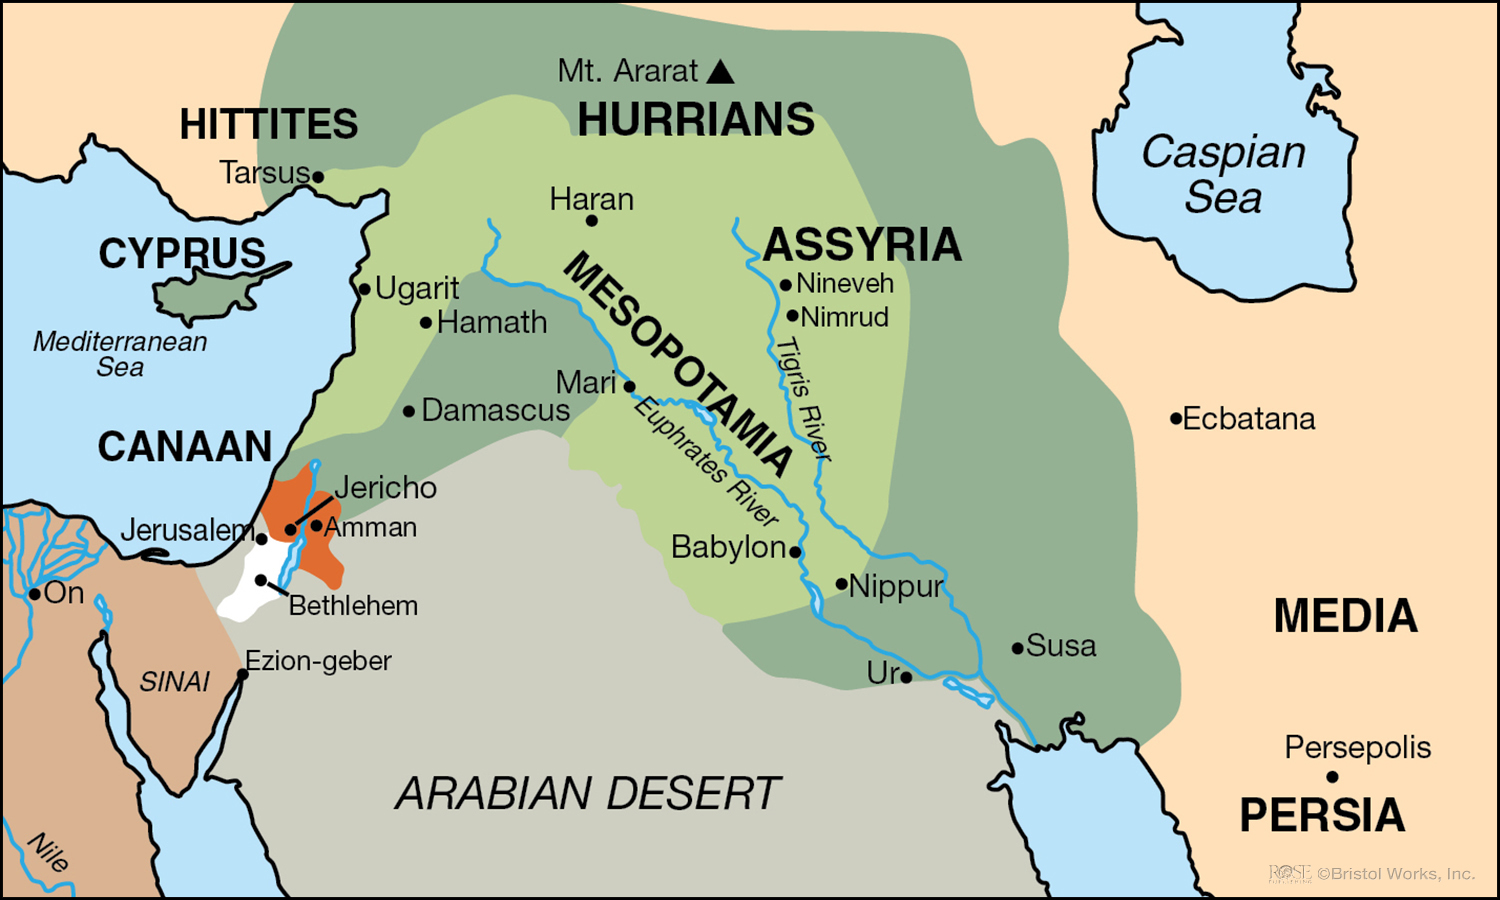 Mt. Ararat
HURRIANS
HITTITES
Tarsus
Caspian
Sea
Haran
CYPRUS
ASSYRIA
MESOPOTAMIA
Nineveh
Ugarit
Nimrud
Hamath
Mediterranean
Sea
Tigris River
Mari
Euphrates River
Damascus
Ecbatana
CANAAN
Jericho
Jerusalem
Amman
Babylon
On
Nippur
Bethlehem
MEDIA
Susa
Ezion-geber
SINAI
Ur
Persepolis
ARABIAN DESERT
PERSIA
Nile
ROSE
©Bristol Works, Inc.